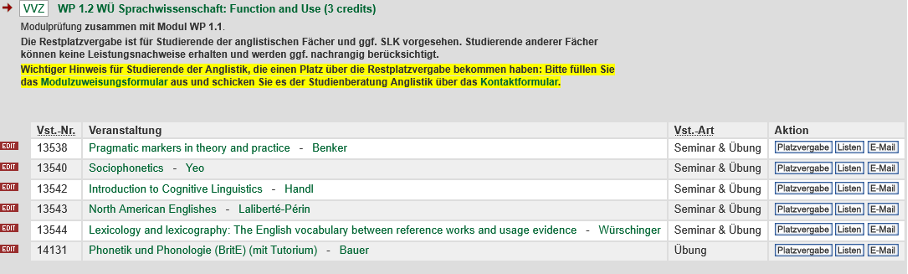 VVZ WP 1.2 WÜ Sprachwissenschaft: Function and Use (3 credits)
Modulprüfung zusammen mit Modul WP 1.1.
Die Restplatzvergabe ist für Studierende der anglistischen Fächer und ggf. SLK vorgesehen. Studierende anderer Fächer
können keine Leistungsnachweise erhalten und werden ggf. nachrangig berücksichtigt.
Wichtiger Hinweis für Studierende der Anglistik, die einen Platz über die Restplatzvergabe bekommen haben: Bitte füllen Sie
das Modulzuweisungsformular aus und schicken Sie es der Studienberatung Anglistik über das Kontaktformular.
Vst.-Nr. Veranstaltung Vst.-Art Aktion
EDIT 13538 Pragmatic markers in theory and practice - Benker Seminar & Übung Platzvergabe Listen E-Mail
EDIT 13540 Sociophonetics - Yeo Seminar & Übung Platzvergabe Listen E-Mail
EDIT 13542 Introduction to Cognitive Linguistics - Handl Seminar & Übung Platzvergabe Listen E-Mail
EDIT 13543 North American Englishes - Laliberté-Périn Seminar & Übung Platzvergabe Listen E-Mail
EDIT 13544 Lexicology and lexicography: The English vocabulary between reference works and usage evidence - Würschinger Seminar & Übung Platzvergabe Listen E-Mail
EDIT 14131 Phonetik und Phonologie (BritE) (mit Tutorium) - Bauer Übung Platzvergabe Listen E-Mail